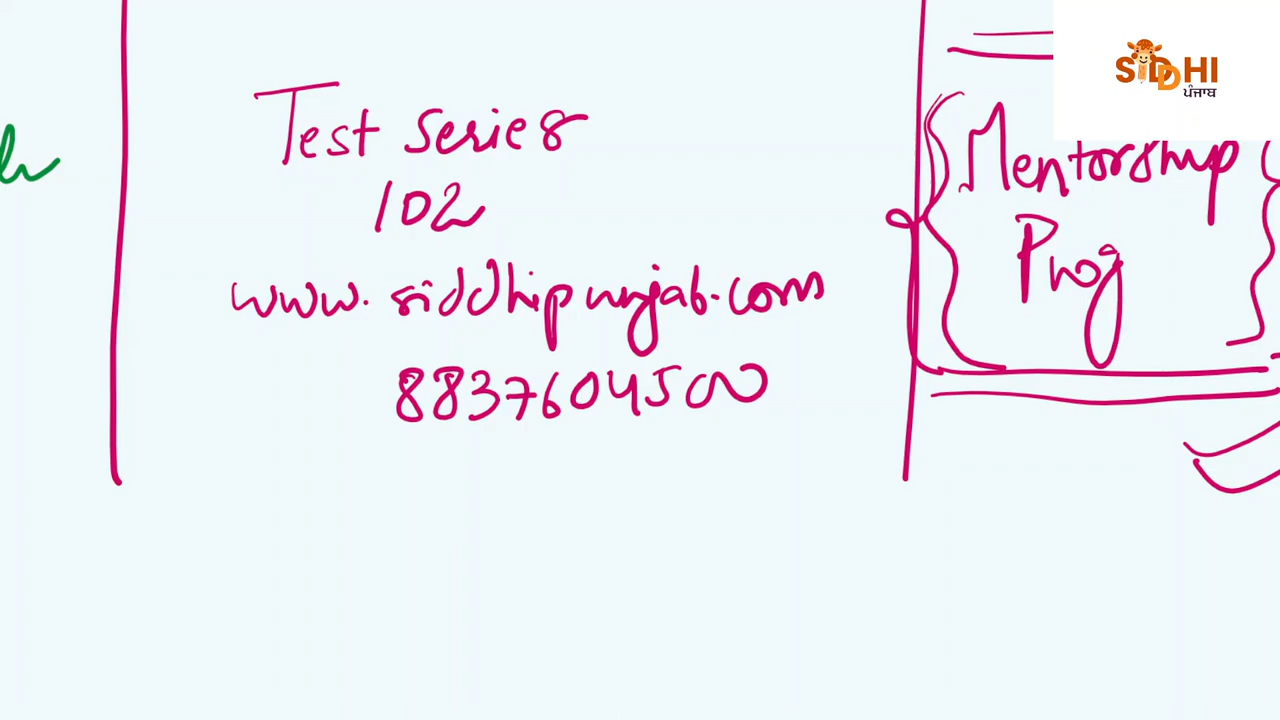 Test Series
102
www.siddhipunjab.com
8837604500
Mentorship
Prog
SIDDHI
ਪੰਜਾਬ